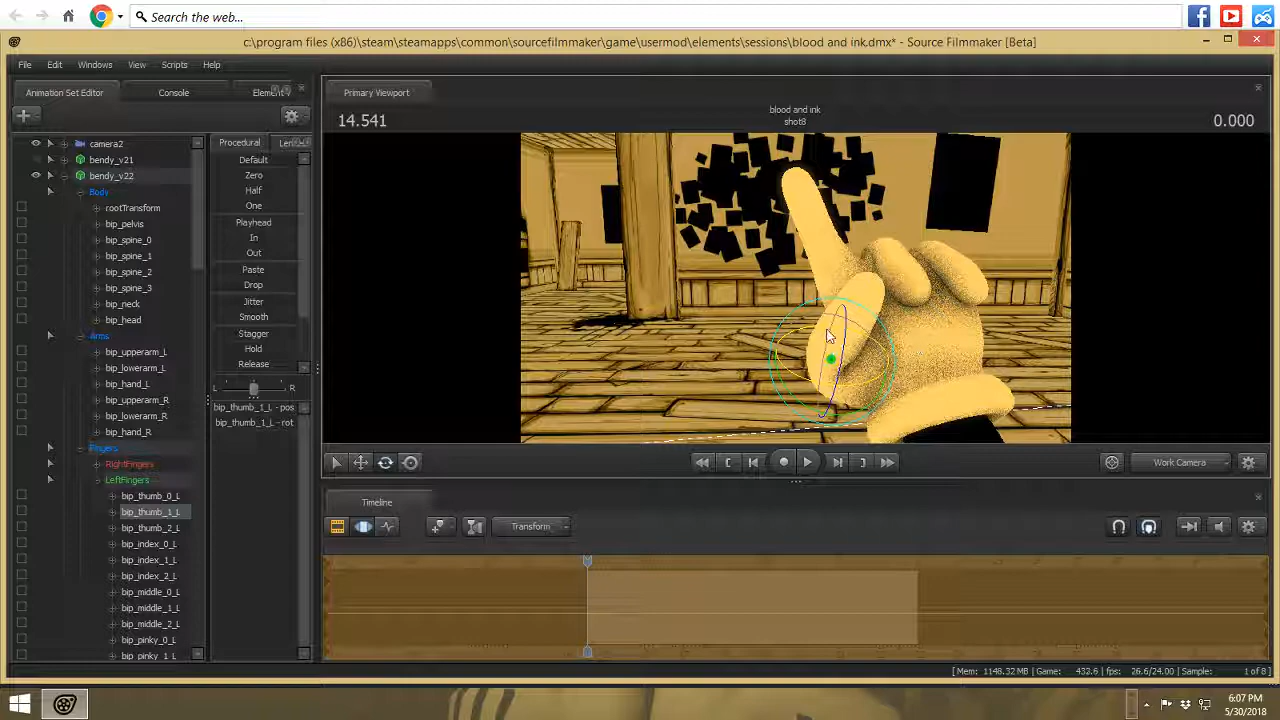 Search the web...
c:\program files (x86)\steam\steamapps\common\sourcefilmmaker\game\usermod\elements\sessions\blood and ink.dmx* - Source Filmmaker [Beta]
File Edit Windows View Scripts Help
Animation Set Editor Console Element V
Primary Viewport
14.541
blood and ink
shot8
0.000
camera2
bendy_v21
bendy_v22
Body
rootTransform
bip_pelvis
bip_spine_0
bip_spine_1
bip_spine_2
bip_spine_3
bip_neck
bip_head
Arms
bip_upperarm_L
bip_lowerarm_L
bip_hand_L
bip_upperarm_R
bip_lowerarm_R
bip_hand_R
Fingers
RightFingers
LeftFingers
bip_thumb_0_L
bip_thumb_1_L
bip_thumb_2_L
bip_index_0_L
bip_index_1_L
bip_index_2_L
bip_middle_0_L
bip_middle_1_L
bip_middle_2_L
bip_pinky_0_L
bip_pinky_1_L
Procedural
Default
Zero
Half
One
Playhead
In
Out
Paste
Drop
Jitter
Smooth
Stagger
Hold
Release
L R
bip_thumb_1_L - pos
bip_thumb_1_L - rot
Work Camera
Timeline
Transform
[Mem: 1148.32 MB | Game: 432.6 | fps: 26.6/24.00 | Sample: 1 of 8]
6:07 PM
5/30/2018